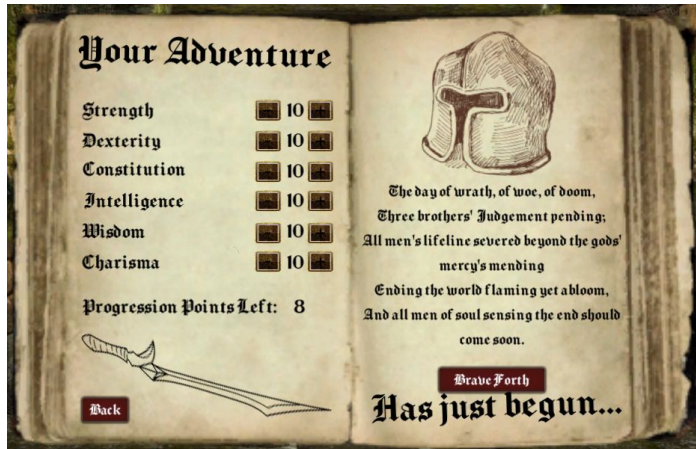 Your Adventure
Strength 10
Dexterity 10
Constitution 10
Intelligence 10
Wisdom 10
Charisma 10
Progression Points Left: 8
Back
The day of wrath, of woe, of doom,
Three brothers' Judgement pending;
All men's lifeline severed beyond the gods'
mercy's mending
Ending the world flaming yet abloom,
And all men of soul sensing the end should
come soon.
Brave Forth
Has just begun...